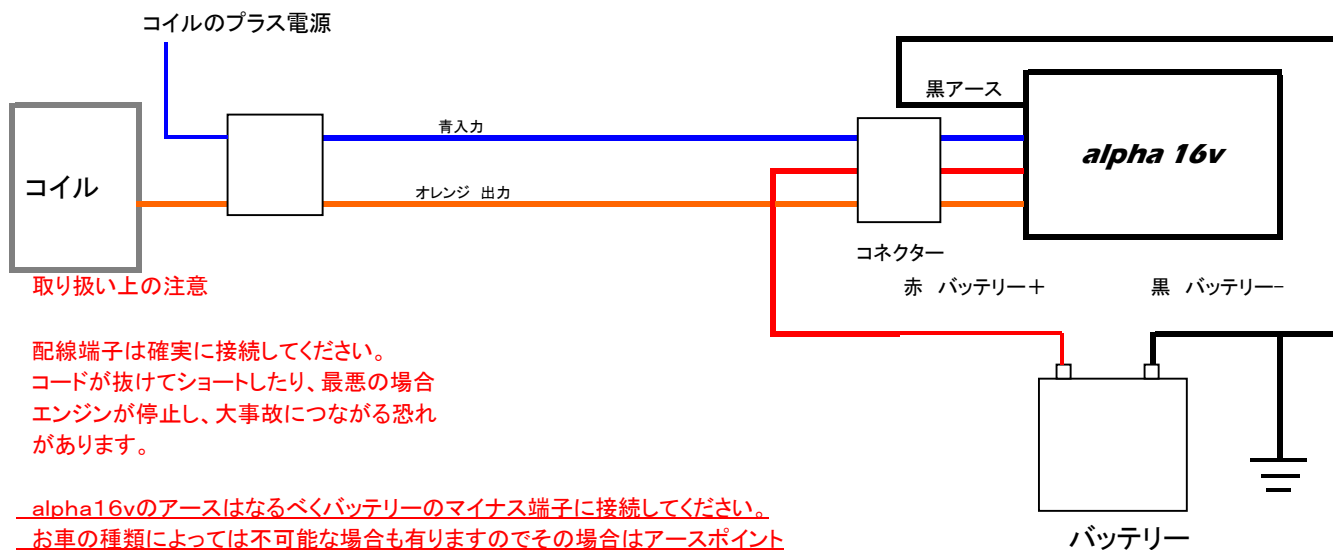 コイルのプラス電源
黒アース
青入力
alpha 16v
コイル
オレンジ 出力
コネクター
取り扱い上の注意
赤 バッテリー＋
黒 バッテリー−
配線端子は確実に接続してください。
コードが抜けてショートしたり、最悪の場合
エンジンが停止し、大事故につながる恐れ
があります。
alpha16vのアースはなるべくバッテリーのマイナス端子に接続してください。
お車の種類によっては不可能な場合も有りますのでその場合はアースポイント
バッテリー